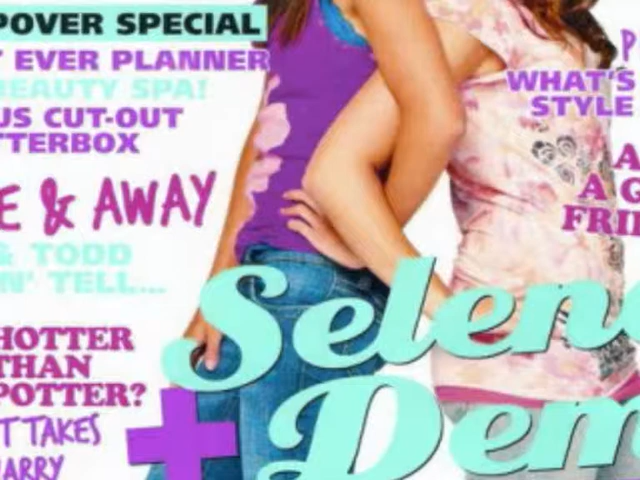 POVER SPECIAL
T EVER PLANNER
BEAUTY SPA!
US CUT-OUT
TTERBOX
E & AWAY
& TODD
N' TELL...
HOTTER
THAN
POTTER?
T TAKES
HARRY
P
WHAT'S
STYLE
A
A G
FRI
Selen
+ Dem